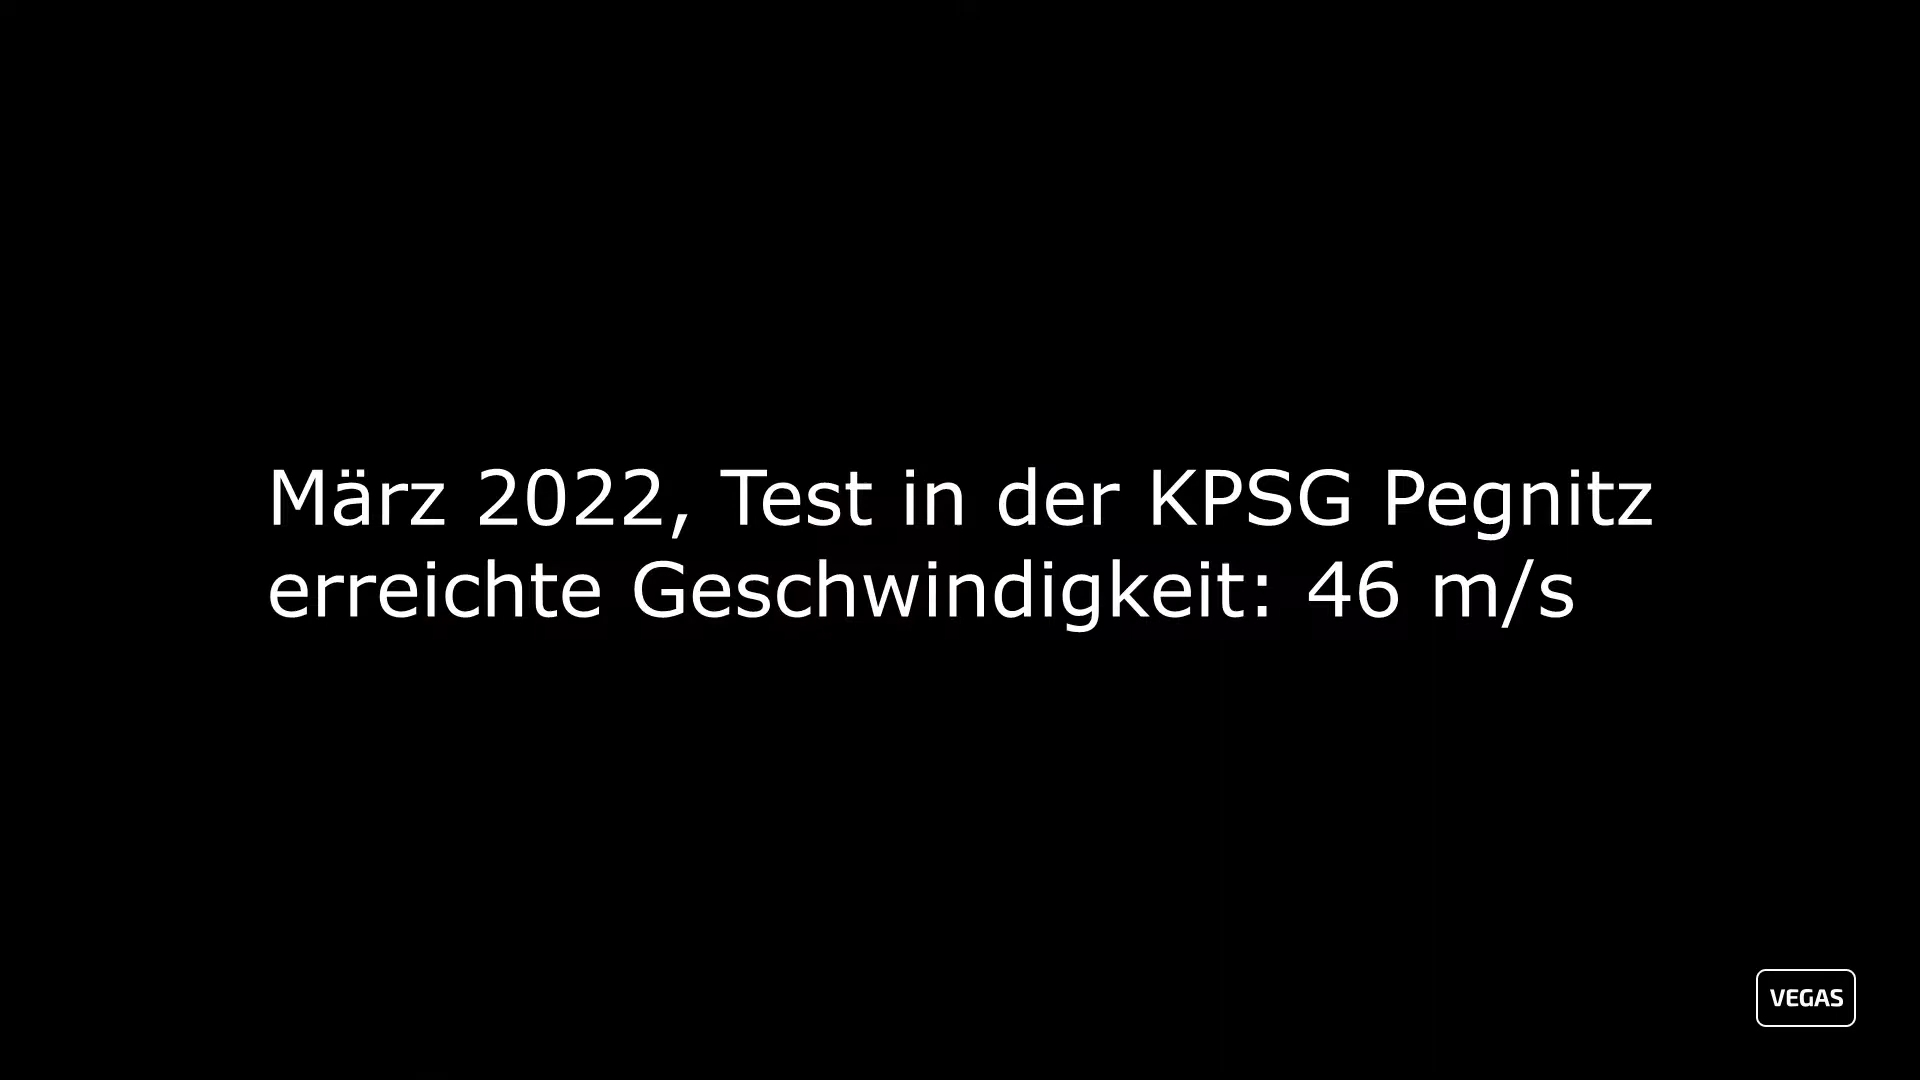 März 2022, Test in der KPSG Pegnitz
erreichte Geschwindigkeit: 46 m/s
VEGAS